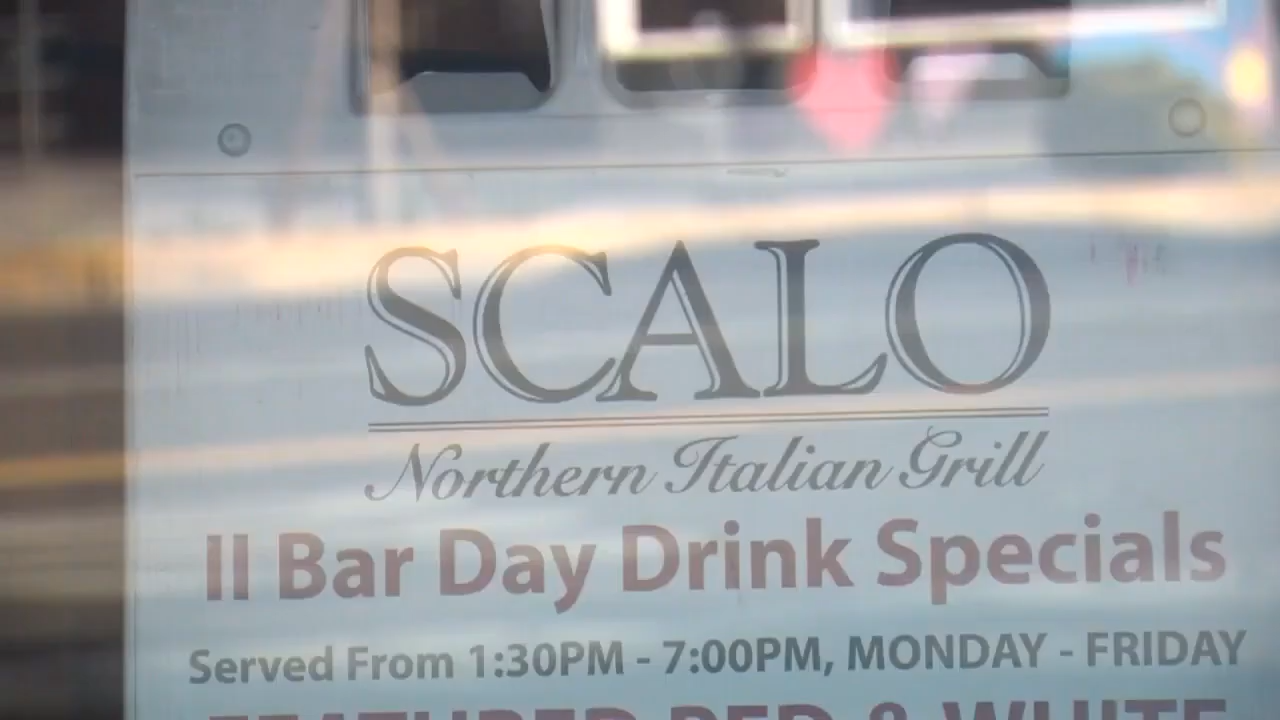 SCALO
Northern Italian Grill
Il Bar Day Drink Specials
Served From 1:30PM - 7:00PM, MONDAY - FRIDAY
FEATURED RED & WHITE